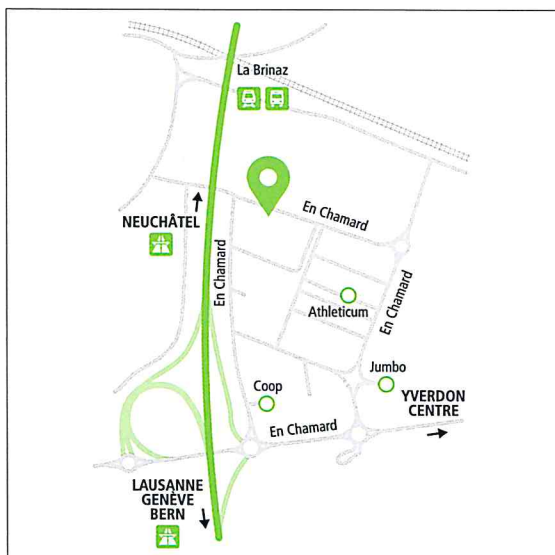 La Brinaz
En Chamard
NEUCHÂTEL
En Chamard
En Chamard
Athleticum
Jumbo
Coop
YVERDON
CENTRE
En Chamard
LAUSANNE
GENÈVE
BERN